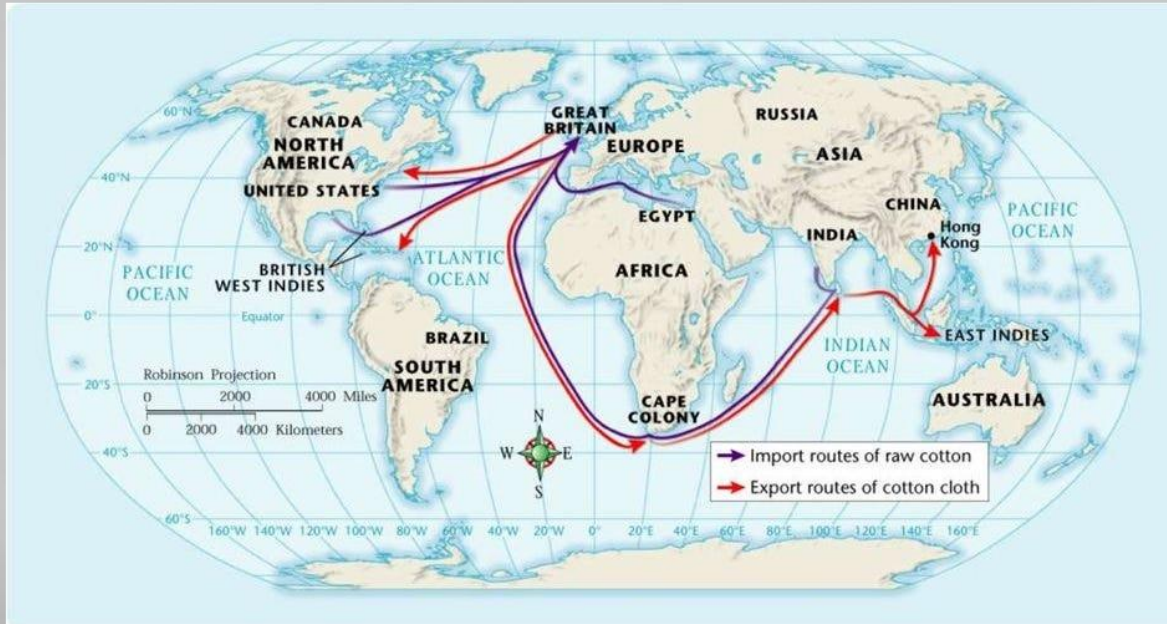 60°N
CANADA
NORTH
AMERICA
GREAT
BRITAIN
EUROPE
RUSSIA
ASIA
40°N
UNITED STATES
EGYPT
CHINA
Hong
Kong
PACIFIC
OCEAN
20°N
INDIA
PACIFIC
OCEAN
BRITISH
WEST INDIES
ATLANTIC
OCEAN
AFRICA
0°
Equator
EAST INDIES
BRAZIL
INDIAN
OCEAN
SOUTH
AMERICA
20°S
Robinson Projection
0 2000 4000 Miles
0 2000 4000 Kilometers
CAPE
COLONY
AUSTRALIA
40°S
N
W E
S
Import routes of raw cotton
Export routes of cotton cloth
60°S
160°W 140°W 120°W 100°W 80°W 60°W 40°W 20°W 0° 20°E 40°E 60°E 80°E 100°E 120°E 140°E 160°E